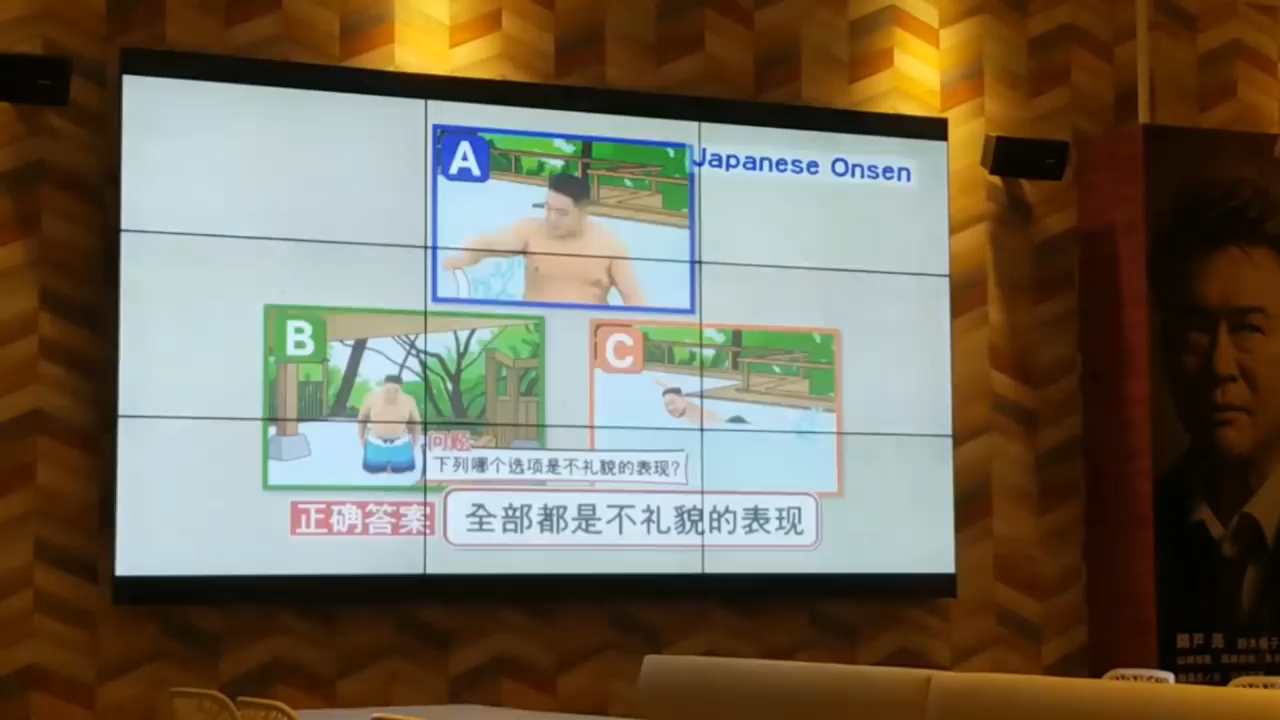 A
Japanese Onsen
B
C
问题
下列哪个选项是不礼貌的表现?
正确答案
全部都是不礼貌的表现